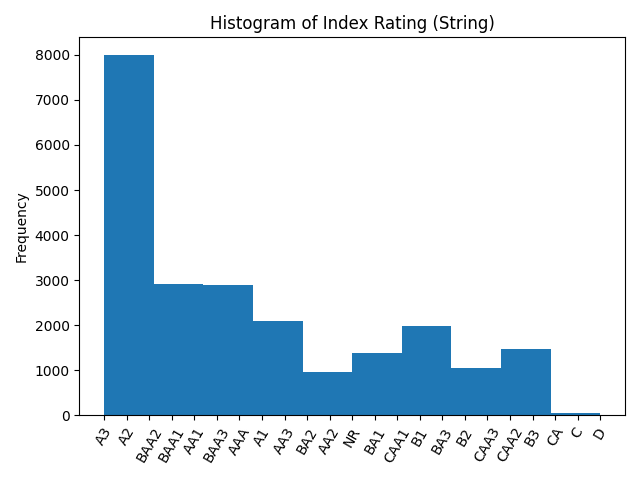 Histogram of Index Rating (String)
Frequency
8000
7000
6000
5000
4000
3000
2000
1000
0
A3
A2
BAA2
BAA1
AA1
BAA3
AAA
A1
AA3
BA2
AA2
NR
BA1
CAA1
B1
BA3
B2
CAA3
CAA2
B3
CA
C
D